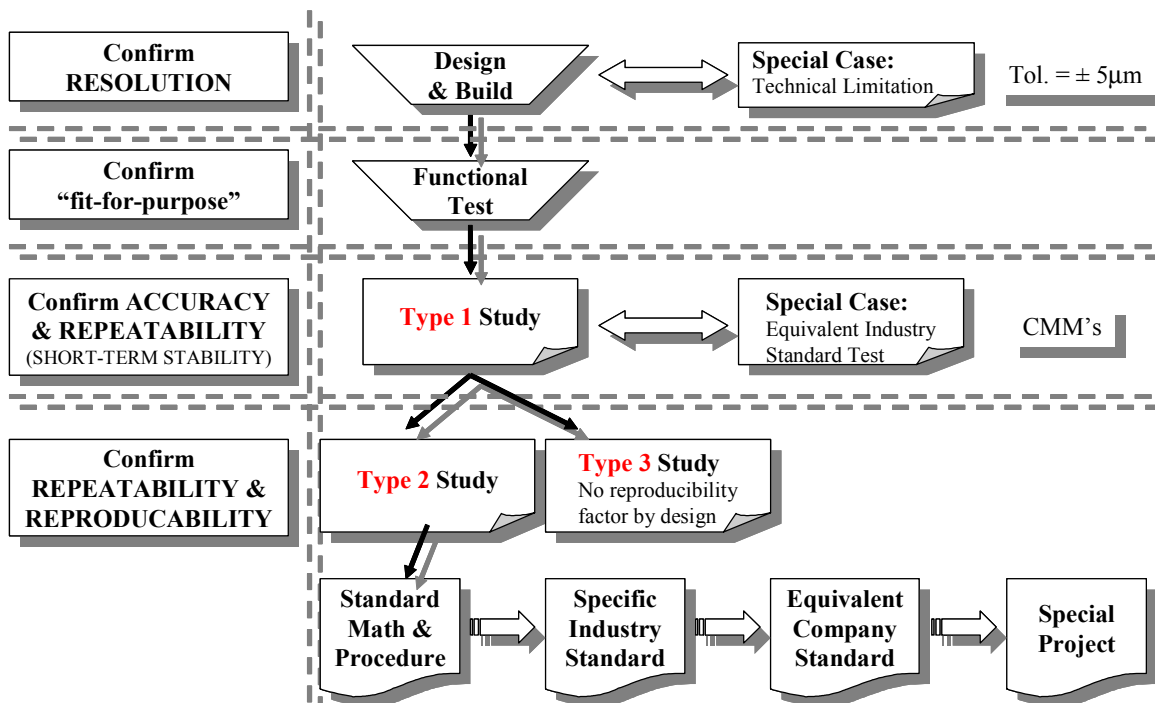 Confirm
RESOLUTION
Design
& Build
Special Case:
Technical Limitation
Tol. = ± 5μm
Confirm
“fit-for-purpose”
Functional
Test
Confirm ACCURACY
& REPEATABILITY
(SHORT-TERM STABILITY)
Type 1 Study
Special Case:
Equivalent Industry
Standard Test
CMM’s
Confirm
REPEATABILITY &
REPRODUCABILITY
Type 2 Study
Type 3 Study
No reproducibility
factor by design
Standard
Math &
Procedure
Specific
Industry
Standard
Equivalent
Company
Standard
Special
Project